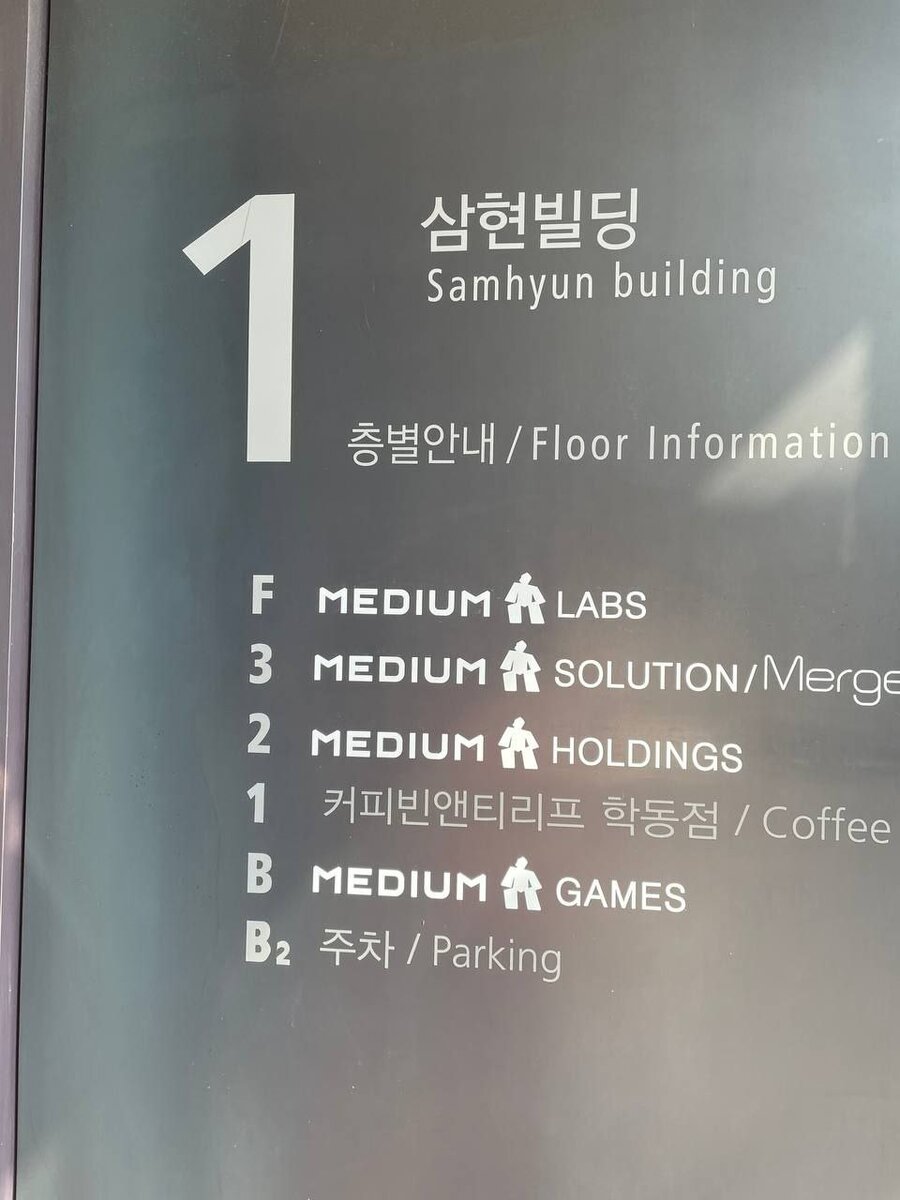 1
삼현빌딩
Samhyun building
층별안내 / Floor Information
F MEDIUM LABS
3 MEDIUM SOLUTION/Merge
2 MEDIUM HOLDINGS
1 커피빈앤티리프 학동점 / Coffee
B MEDIUM GAMES
B2 주차 / Parking